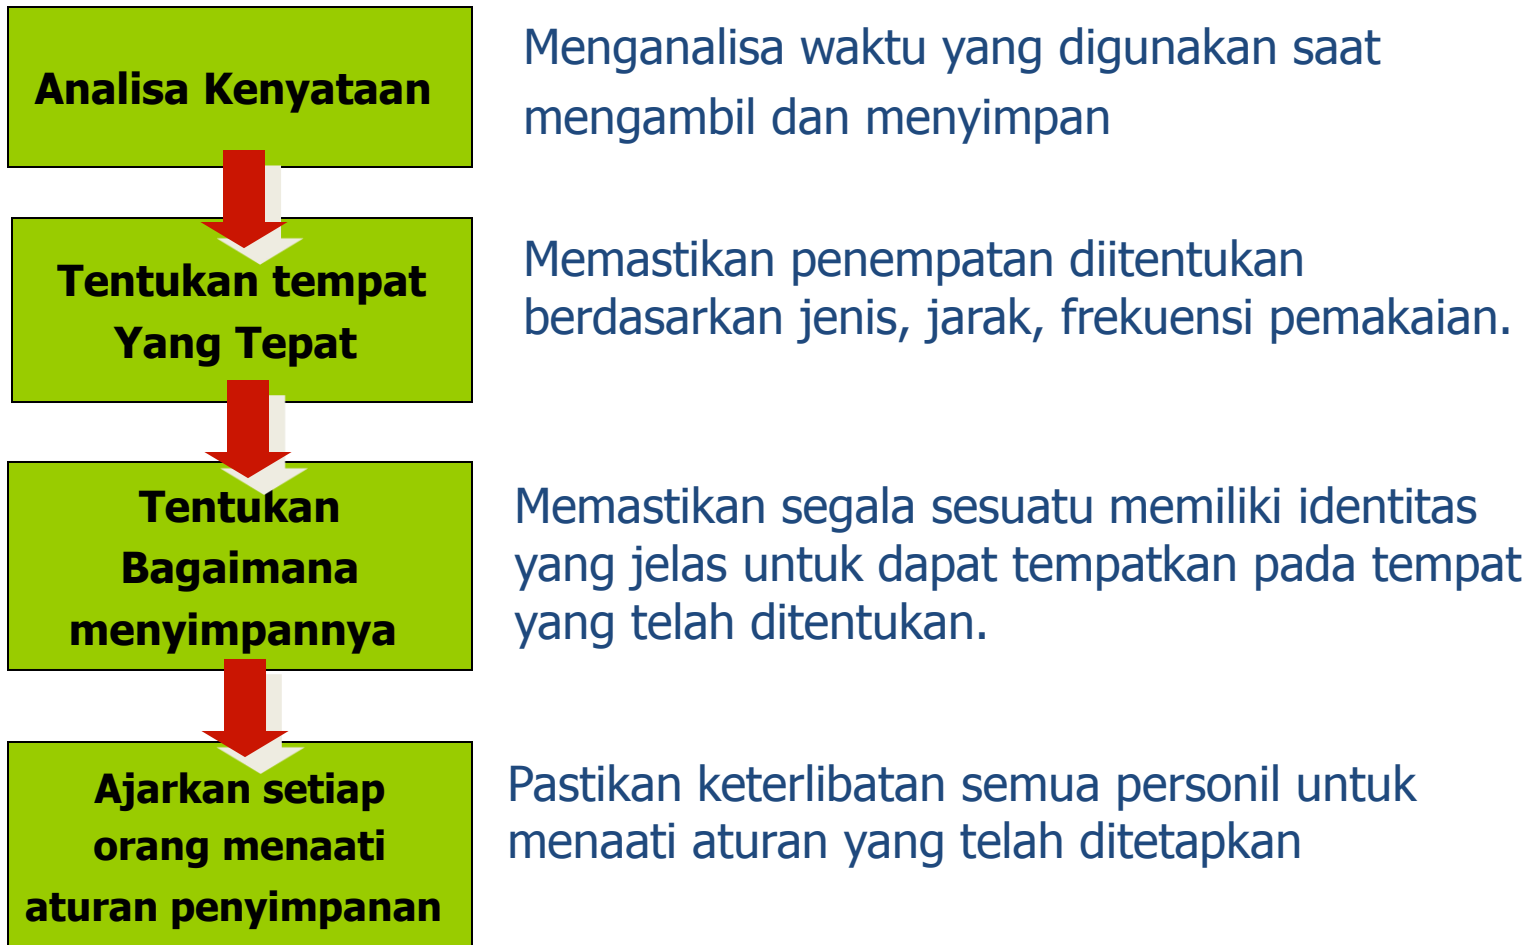 Analisa Kenyataan
Menganalisa waktu yang digunakan saat
mengambil dan menyimpan
Tentukan tempat
Yang Tepat
Memastikan penempatan diitentukan
berdasarkan jenis, jarak, frekuensi pemakaian.
Tentukan
Bagaimana
menyimpannya
Memastikan segala sesuatu memiliki identitas
yang jelas untuk dapat tempatkan pada tempat
yang telah ditentukan.
Ajarkan setiap
orang menaati
aturan penyimpanan
Pastikan keterlibatan semua personil untuk
menaati aturan yang telah ditetapkan